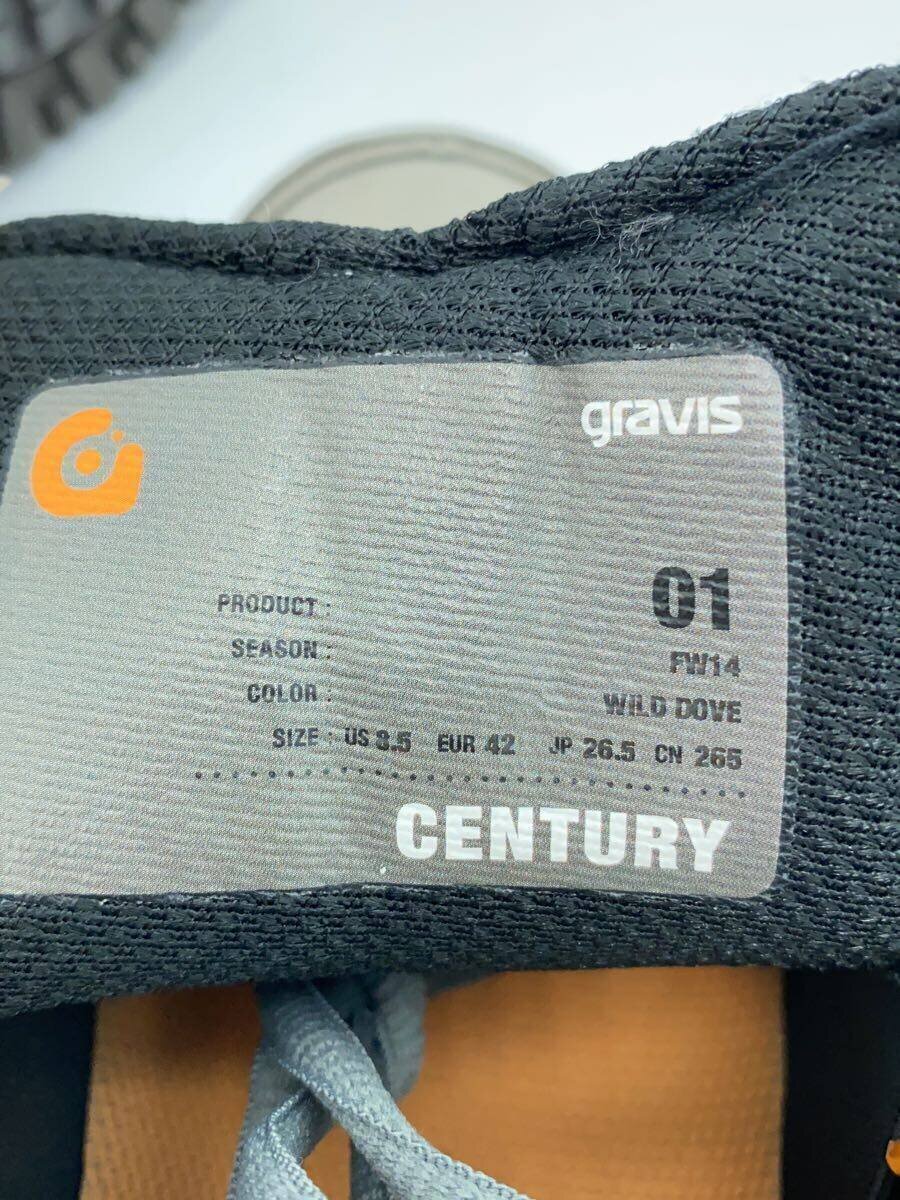 gravis
PRODUCT : 01
SEASON : FW14
COLOR : WILD DOVE
SIZE : US 8.5 EUR 42 JP 26.5 CN 265
CENTURY